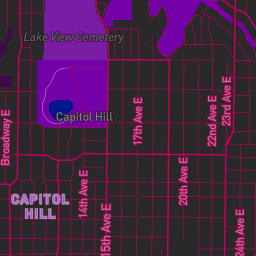 Lake View Cemetery
Capitol Hill
17th Ave E
22nd Ave E
23rd Ave E
Broadway E
14th Ave E
20th Ave E
CAPITOL
HILL
15th Ave E
24th Ave E